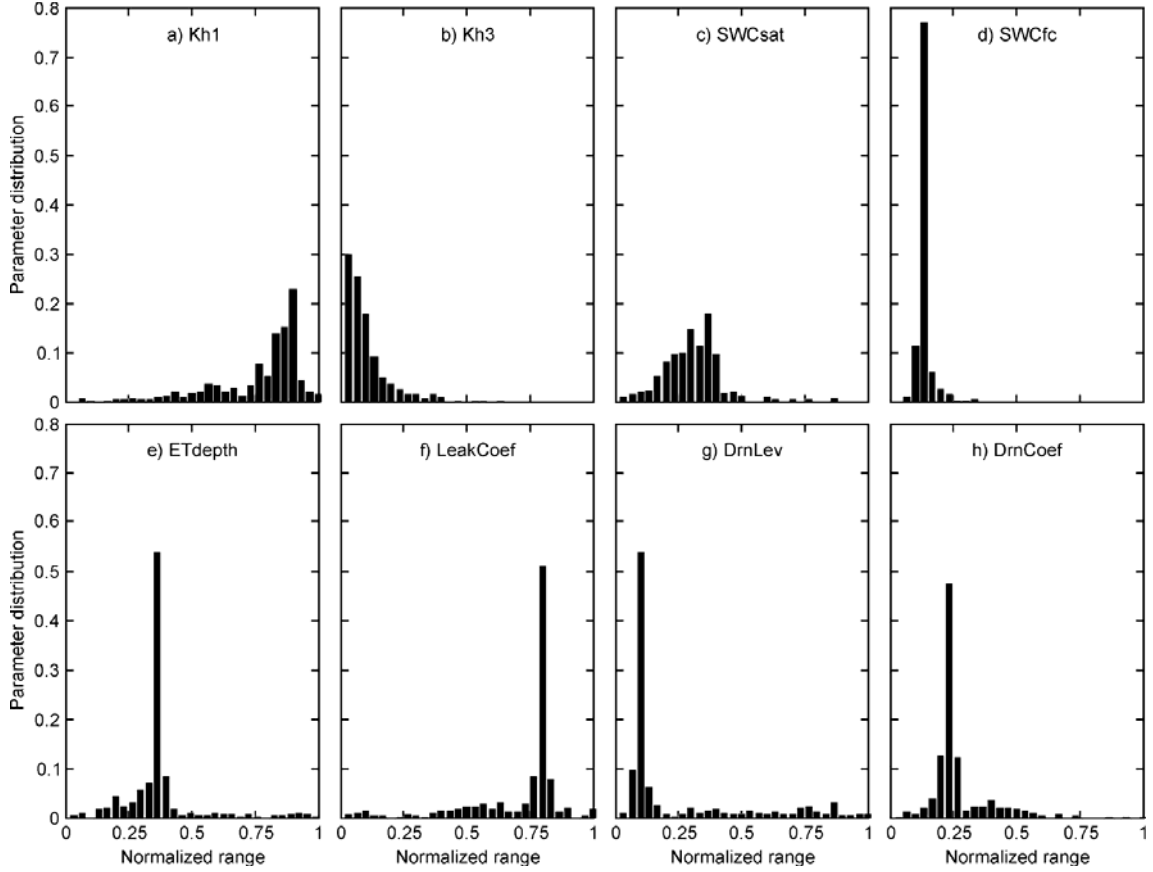 0.8
0.7
0.6
0.5
0.4
0.3
0.2
0.1
0
Parameter distribution
a) Kh1
b) Kh3
c) SWCsat
d) SWCfc
0.8
0.7
0.6
0.5
0.4
0.3
0.2
0.1
0
Parameter distribution
e) ETdepth
f) LeakCoef
g) DrnLev
h) DrnCoef
0 0.25 0.5 0.75 1
0 0.25 0.5 0.75 1
0 0.25 0.5 0.75 1
0 0.25 0.5 0.75 1
Normalized range
Normalized range
Normalized range
Normalized range